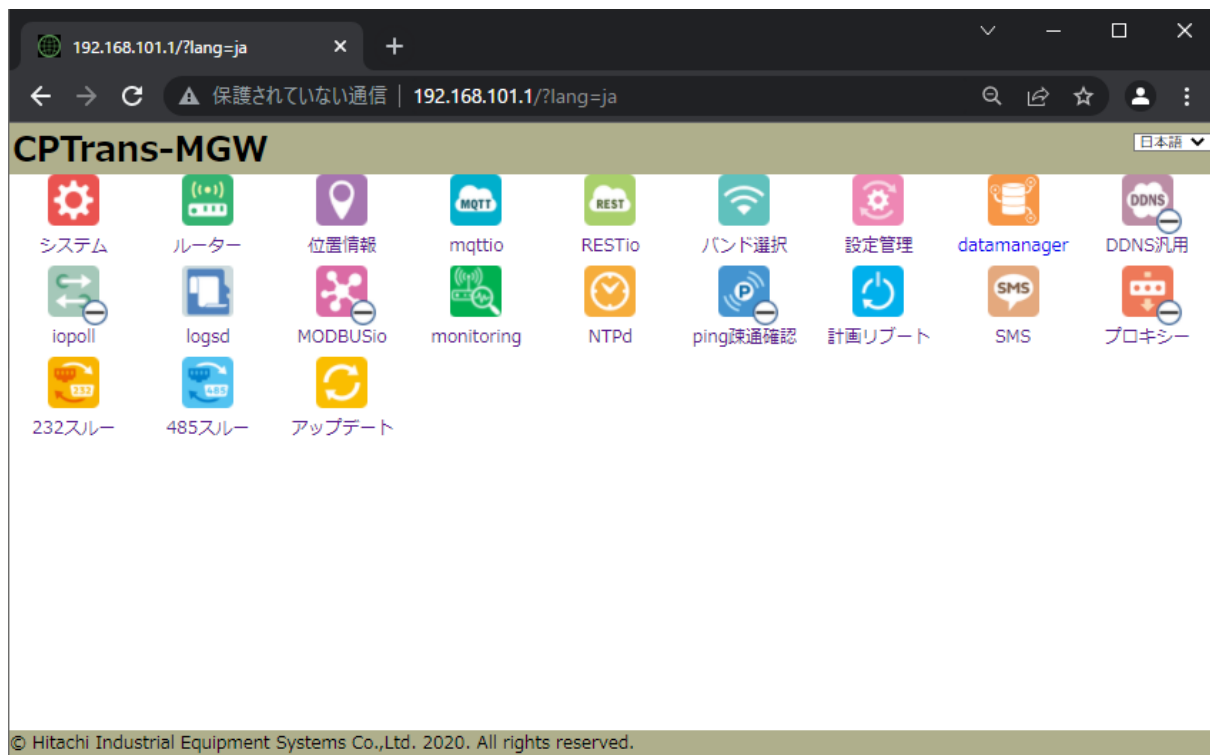 192.168.101.1/?lang=ja
保護されていない通信 | 192.168.101.1/?lang=ja
CPTrans-MGW
日本語
MQTT
REST
DDNS
システム
ルーター
位置情報
mqttio
RESTio
バンド選択
設定管理
datamanager
DDNS汎用
P
SMS
iopoll
logsd
MODBUSio
monitoring
NTPd
ping疎通確認
計画リブート
SMS
プロキシー
232
485
232スルー
485スルー
アップデート
© Hitachi Industrial Equipment Systems Co.,Ltd. 2020. All rights reserved.